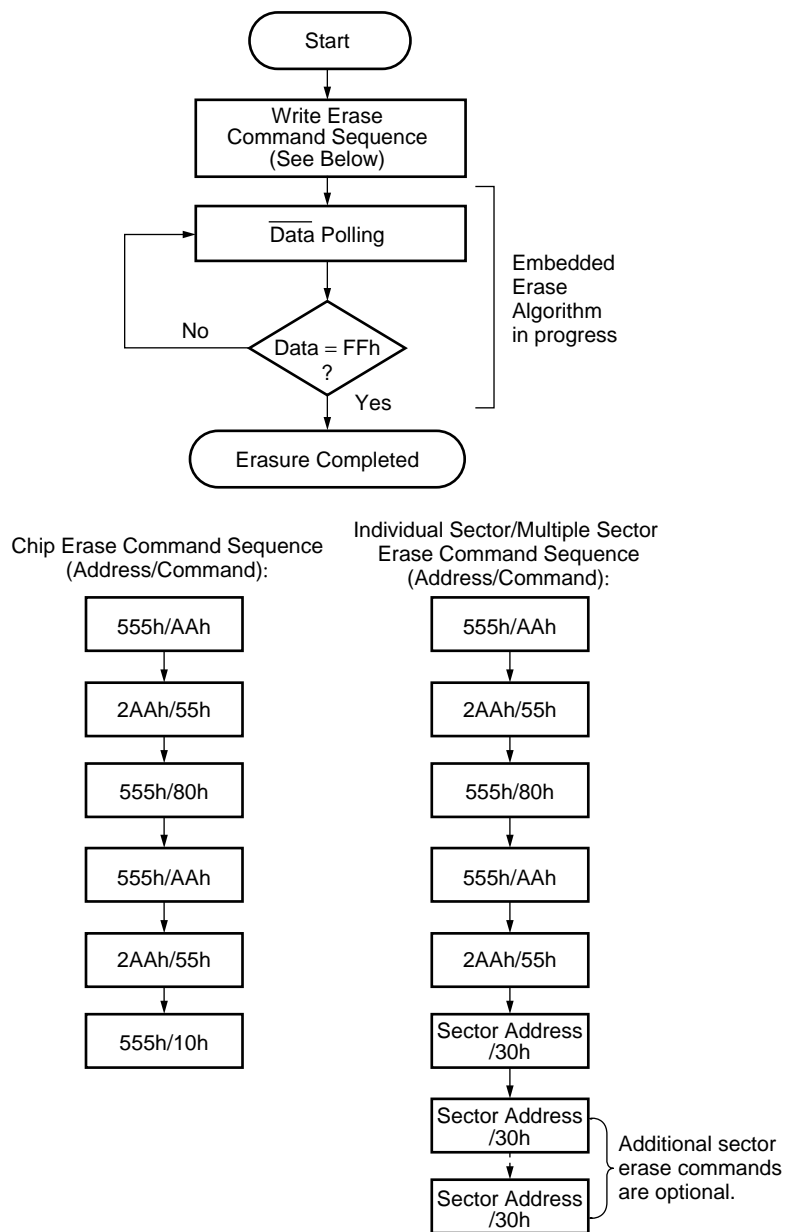 Start
Write Erase
Command Sequence
(See Below)
Data Polling
Embedded
Erase
Algorithm
in progress
No
Data = FFh
?
Yes
Erasure Completed
Chip Erase Command Sequence
(Address/Command):
555h/AAh
2AAh/55h
555h/80h
555h/AAh
2AAh/55h
555h/10h
Individual Sector/Multiple Sector
Erase Command Sequence
(Address/Command):
555h/AAh
2AAh/55h
555h/80h
555h/AAh
2AAh/55h
Sector Address
/30h
Sector Address
/30h
Sector Address
/30h
Additional sector
erase commands
are optional.